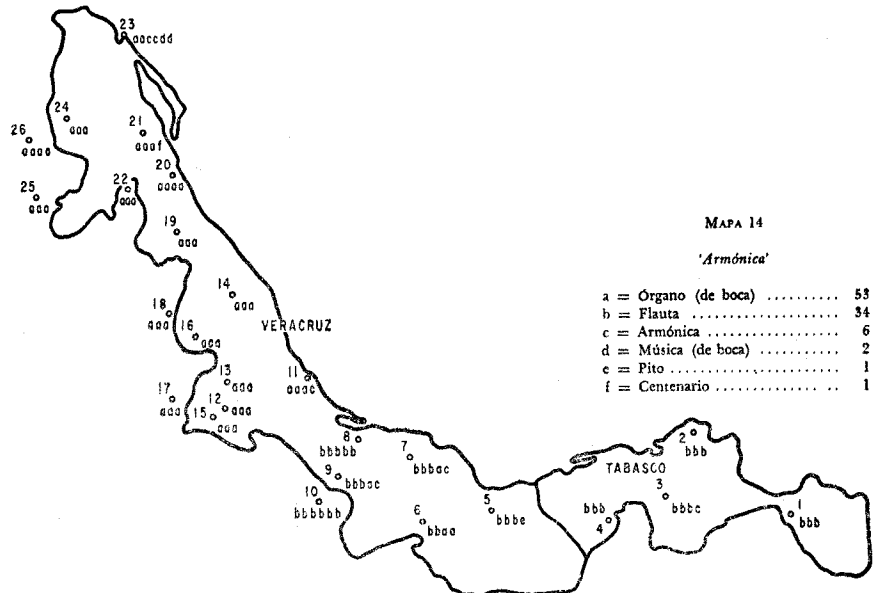 23
aaccdd
24
aaa
21
aaaf
26
aaaa
20
aaaa
22
aaa
25
aaa
19
aaa
MAPA 14
'Armónica'
a = Órgano (de boca) .......... 53
b = Flauta .................... 34
c = Armónica .................. 6
d = Música (de boca) .......... 2
e = Pito ...................... 1
f = Centenario ................ 1
14
aaa
18
aaa
VERACRUZ
16
aaa
11
aaac
13
aaa
17
aaa
12
aaa
15
aaa
8
bbbbb
7
bbbac
2
bbb
TABASCO
9
bbbac
10
bbbbbb
5
bbbe
3
bbbc
6
bbaa
bbb
4
1
bbb